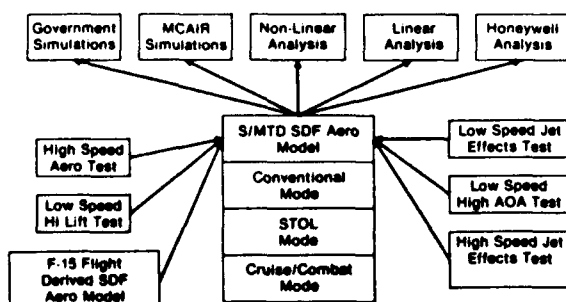 Government
Simulations
MCAIR
Simulations
Non-Linear
Analysis
Linear
Analysis
Honeywell
Analysis
High Speed
Aero Test
Low Speed
Hi Lift Test
F-15 Flight
Derived SDF
Aero Model
S/MTD SDF Aero
Model
Conventional
Mode
STOL
Mode
Cruise/Combat
Mode
Low Speed Jet
Effects Test
Low Speed
High AOA Test
High Speed Jet
Effects Test